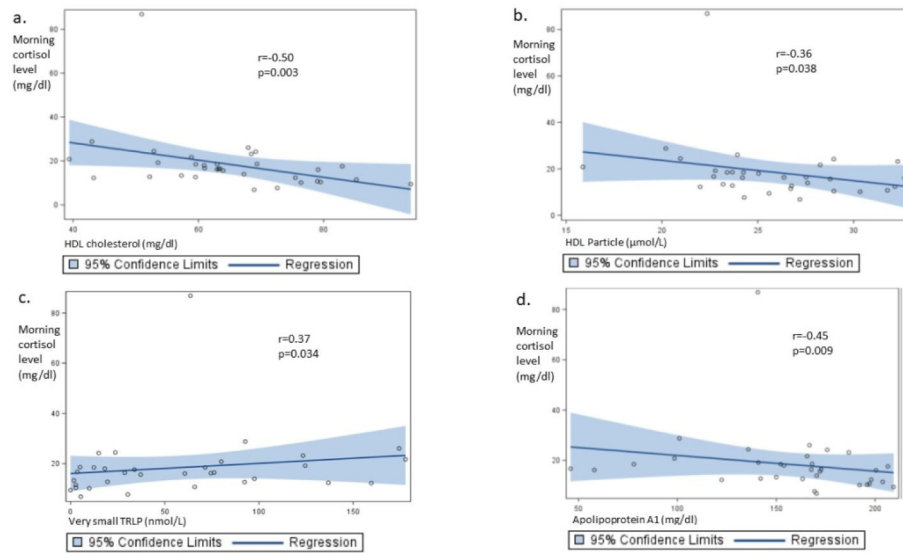 a.
Morning
cortisol
level
(mg/dl)
80
60
40
20
0
r=-0.50
p=0.003
40 60 80
HDL cholesterol (mg/dl)
95% Confidence Limits Regression
b.
Morning
cortisol
level
(mg/dl)
80
60
40
20
0
r=-0.36
p=0.038
15 20 25 30
HDL Particle (μmol/L)
95% Confidence Limits Regression
c.
Morning
cortisol
level
(mg/dl)
80
60
40
20
r=0.37
p=0.034
0 50 100 150
Very small TRLP (nmol/L)
95% Confidence Limits Regression
d.
Morning
cortisol
level
(mg/dl)
80
60
40
20
r=-0.45
p=0.009
50 100 150 200
Apolipoprotein A1 (mg/dl)
95% Confidence Limits Regression